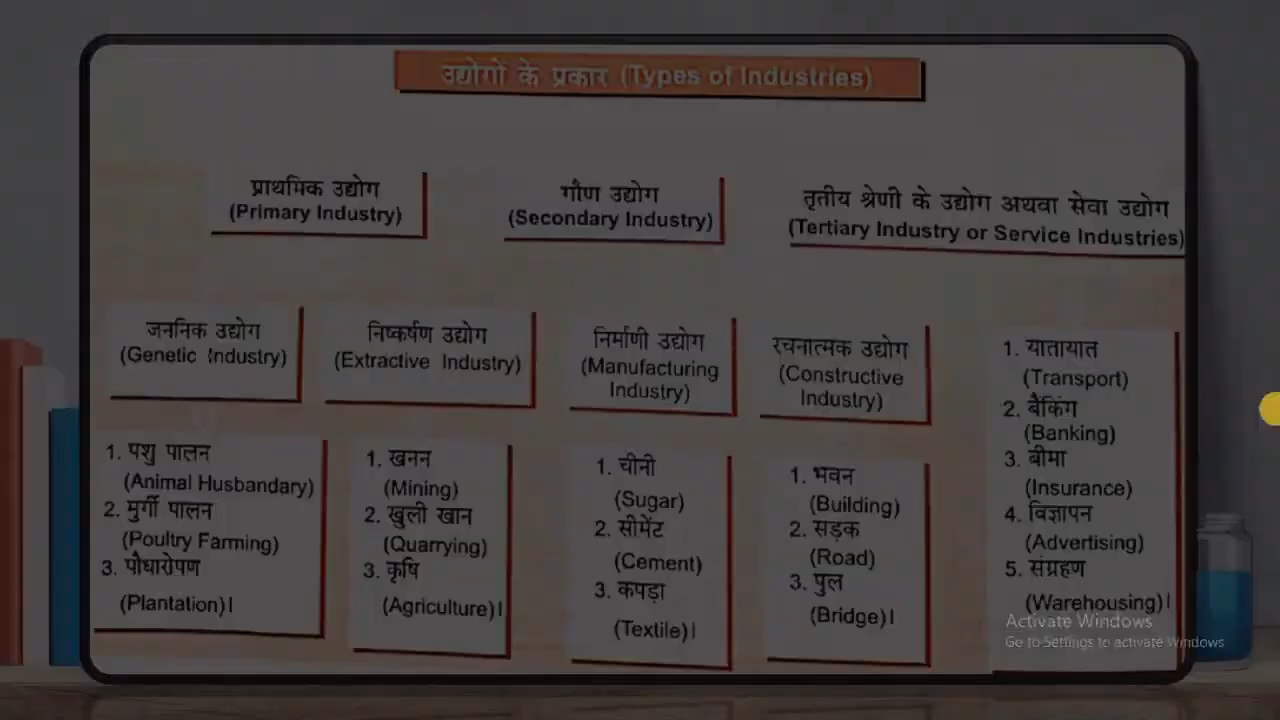 उद्योगो के प्रकार (Types of Industries)
प्राथमिक उद्योग
(Primary Industry)
गौण उद्योग
(Secondary Industry)
तृतीय श्रेणी के उद्योग अथवा सेवा उद्योग
(Tertiary Industry or Service Industries)
जननिक उद्योग
(Genetic Industry)
निष्कर्षण उद्योग
(Extractive Industry)
निर्माणी उद्योग
(Manufacturing
Industry)
रचनात्मक उद्योग
(Constructive
Industry)
1. पशु पालन
(Animal Husbandary)
2. मुर्गी पालन
(Poultry Farming)
3. पौधारोपण
(Plantation)।
1. खनन
(Mining)
2. खुली खान
(Quarrying)
3. कृषि
(Agriculture)।
1. चीनी
(Sugar)
2. सीमेंट
(Cement)
3. कपड़ा
(Textile)।
1. भवन
(Building)
2. सड़क
(Road)
3. पुल
(Bridge)।
1. यातायात
(Transport)
2. बैंकिंग
(Banking)
3. बीमा
(Insurance)
4. विज्ञापन
(Advertising)
5. संग्रहण
(Warehousing)।
Activate Windows
Go to Settings to activate Windows